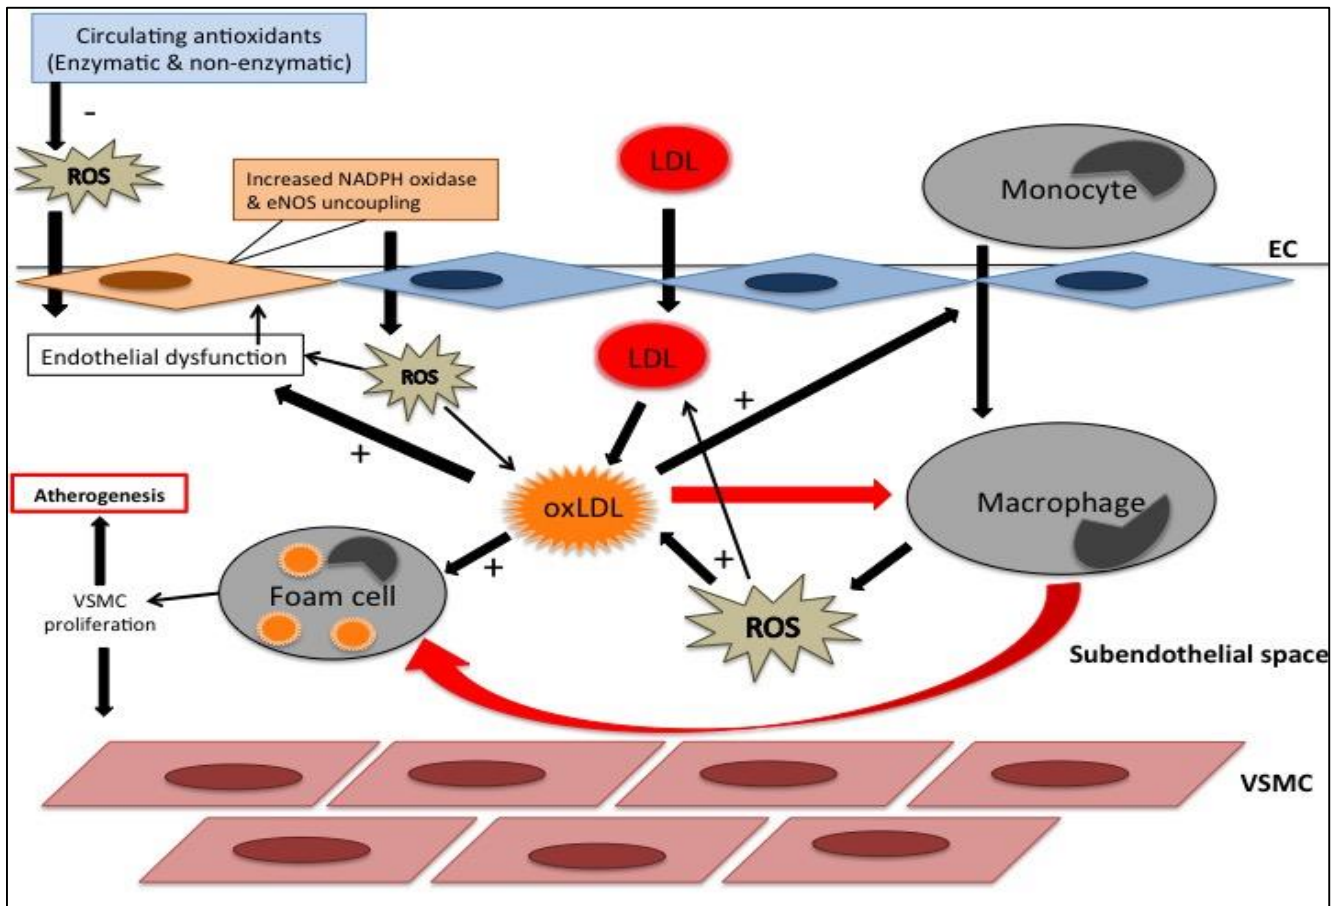 Circulating antioxidants
(Enzymatic & non-enzymatic)
-
ROS
Increased NADPH oxidase
& eNOS uncoupling
LDL
Monocyte
EC
LDL
Endothelial dysfunction
ROS
+
+
Atherogenesis
oxLDL
Macrophage
+
+
Foam cell
VSMC
proliferation
ROS
Subendothelial space
VSMC